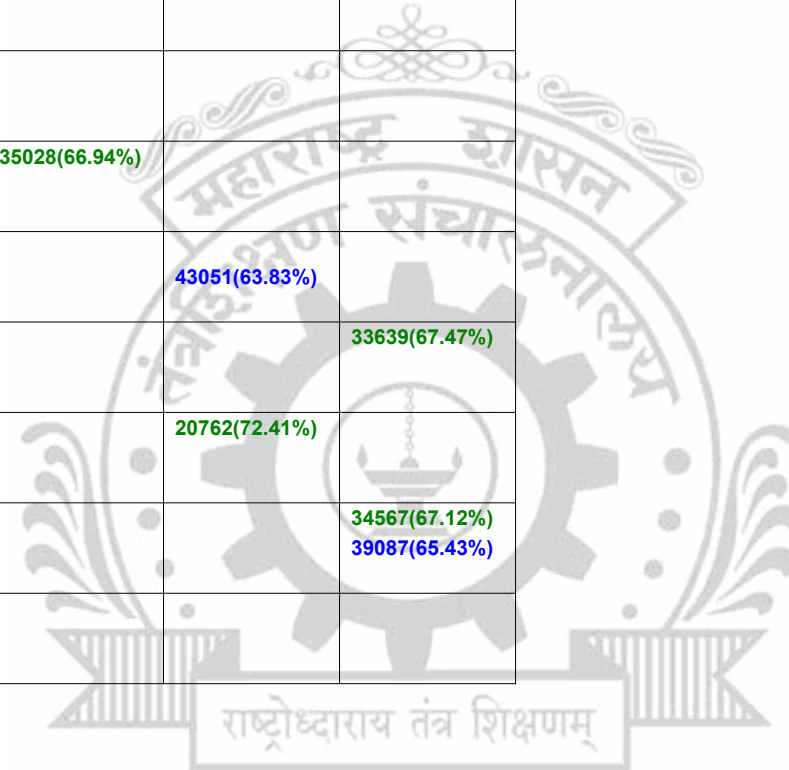 महाराष्ट्र शासन
तंत्रशिक्षण संचालनालय
35028(66.94%)
43051(63.83%)
33639(67.47%)
20762(72.41%)
34567(67.12%)
39087(65.43%)
राष्ट्रोध्दाराय तंत्र शिक्षणम्